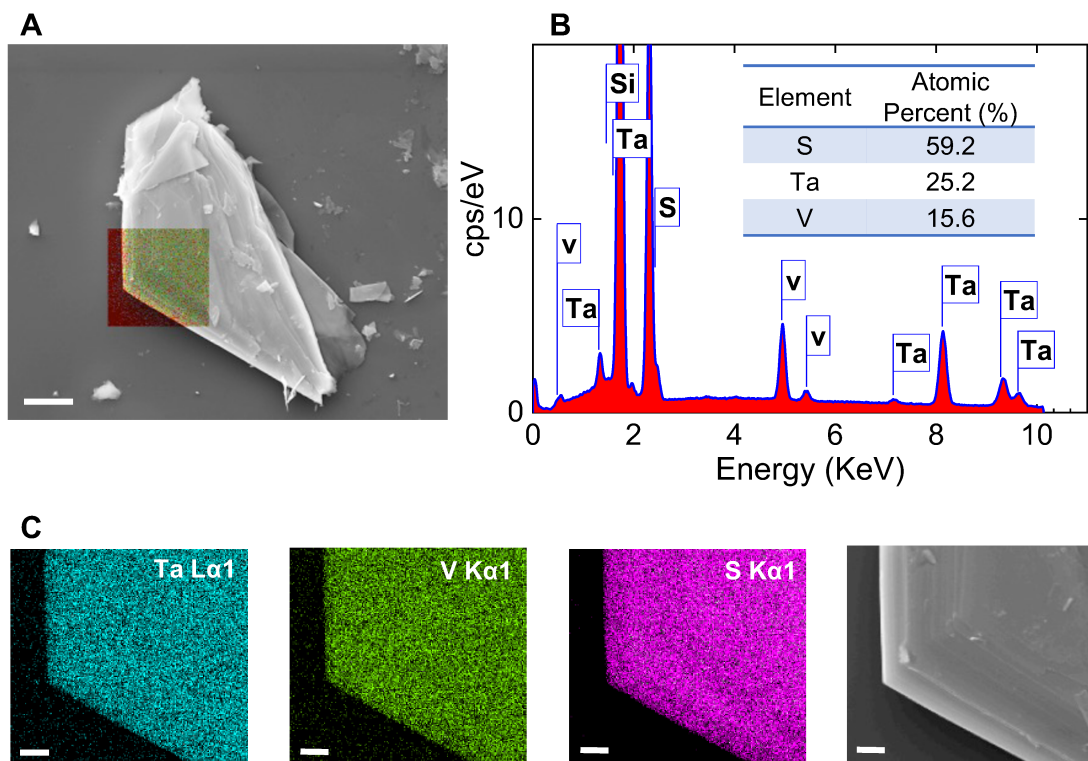 A
B
cps/eV
10
0
Si
Ta
S
v
Ta
v
v
Ta
Ta
Ta
Ta
Element Atomic Percent (%)
S 59.2
Ta 25.2
V 15.6
0 2 4 6 8 10
Energy (KeV)
C
Ta Lα1
V Kα1
S Kα1